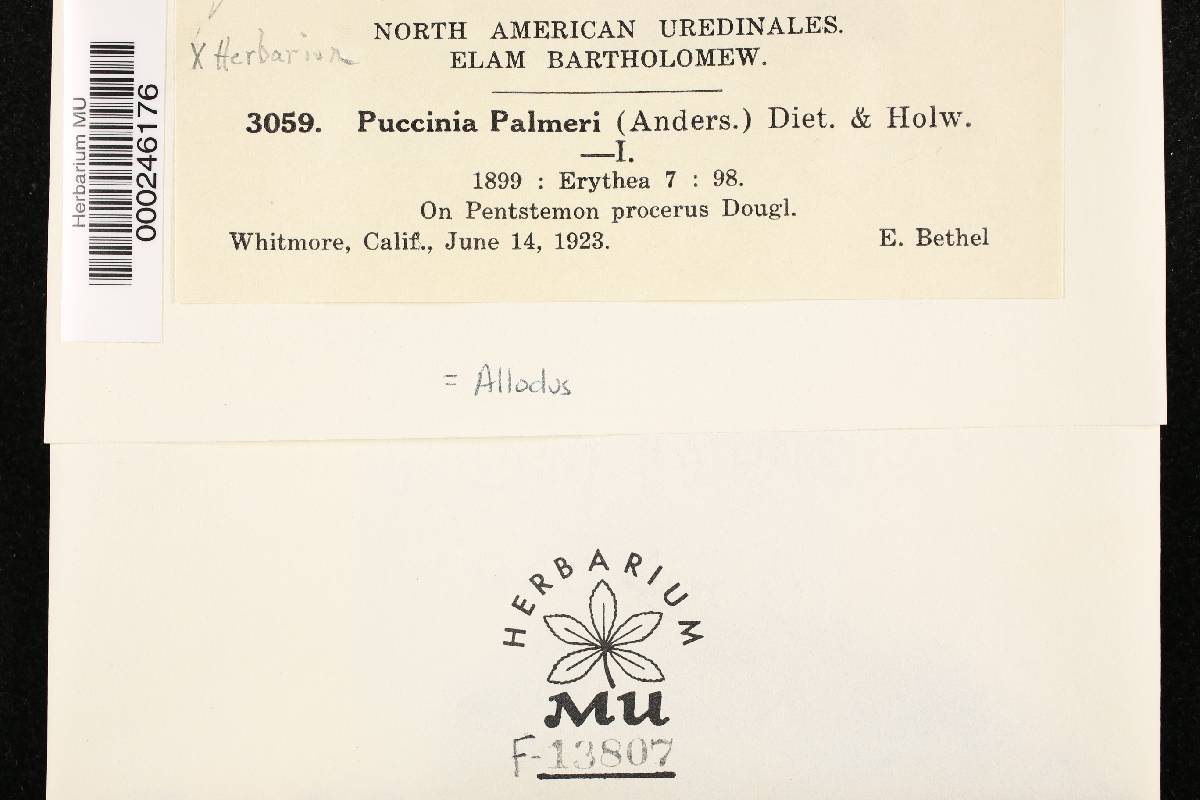 NORTH AMERICAN UREDINALES.
ELAM BARTHOLOMEW.
X Herbarium
3059. Puccinia Palmeri (Anders.) Diet. & Holw.
—I.
1899 : Erythea 7 : 98.
On Pentstemon procerus Dougl.
Whitmore, Calif., June 14, 1923. E. Bethel
Herbarium MU
000246176
= Allodus
HERBARIUM
MU
F-13807